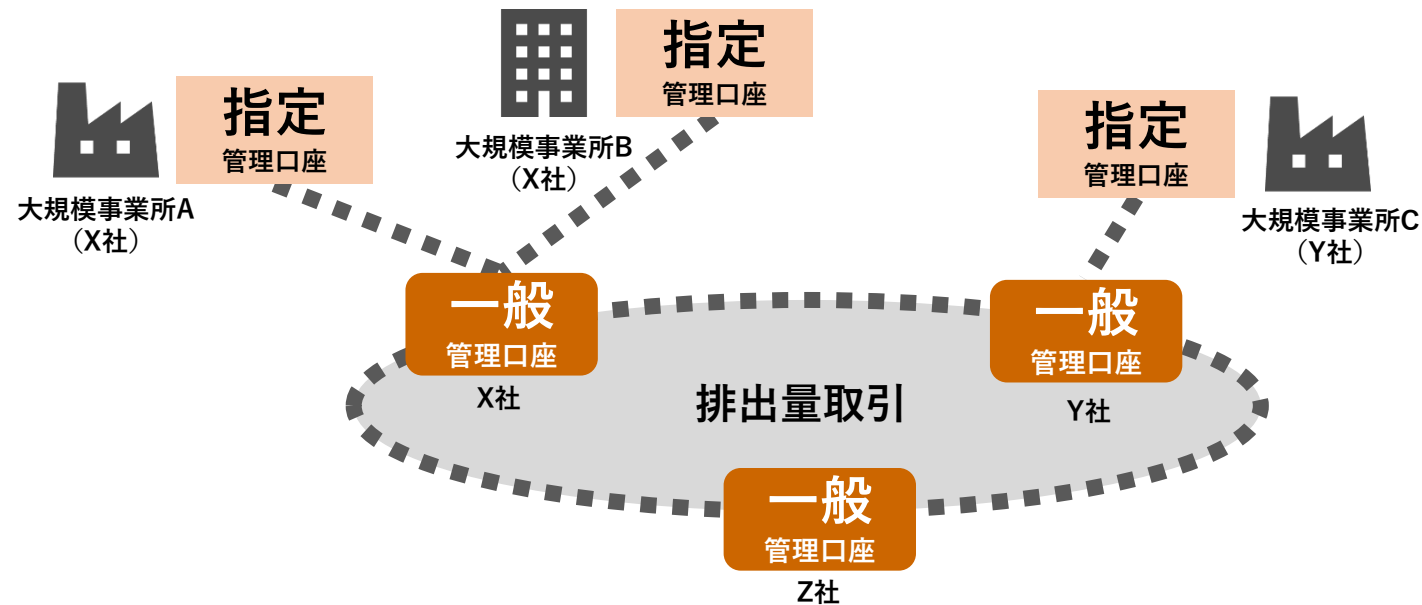 指定
管理口座
大規模事業所A
（X社）
指定
管理口座
大規模事業所B
（X社）
指定
管理口座
大規模事業所C
（Y社）
一般
管理口座
X社
一般
管理口座
Y社
排出量取引
一般
管理口座
Z社